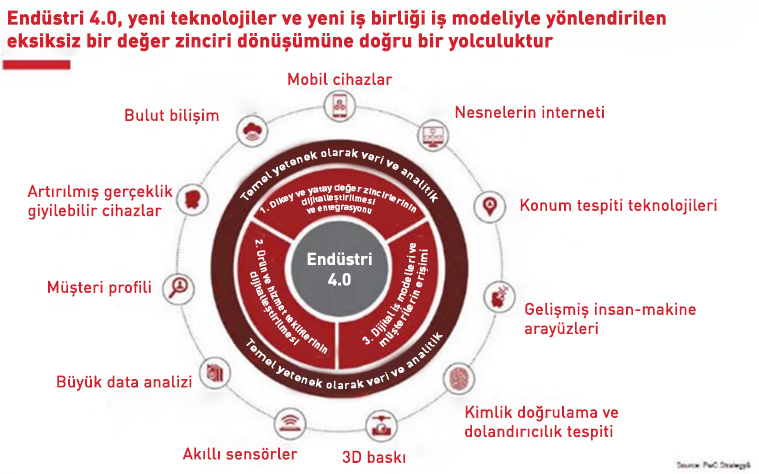 Endüstri 4.0, yeni teknolojiler ve yeni iş birliği iş modeliyle yönlendirilen
eksiksiz bir değer zinciri dönüşümüne doğru bir yolculuktur
Mobil cihazlar
Bulut bilişim
Nesnelerin interneti
Temel yetenek olarak veri ve analitik
Artırılmış gerçeklik
giyilebilir cihazlar
1. Dikey ve yatay değer zincirlerinin
dijitalleştirilmesi
ve entegrasyonu
Konum tespiti teknolojileri
Endüstri
4.0
2. Ürün ve hizmet tekliflerinin
dijitalleştirilmesi
3. Dijital iş modelleri ve
müşterilerin erişimi
Müşteri profili
Gelişmiş insan-makine
arayüzleri
Temel yetenek olarak veri ve analitik
Büyük data analizi
Kimlik doğrulama ve
dolandırıcılık tespiti
Akıllı sensörler
3D baskı
Source: PwC Strategy&